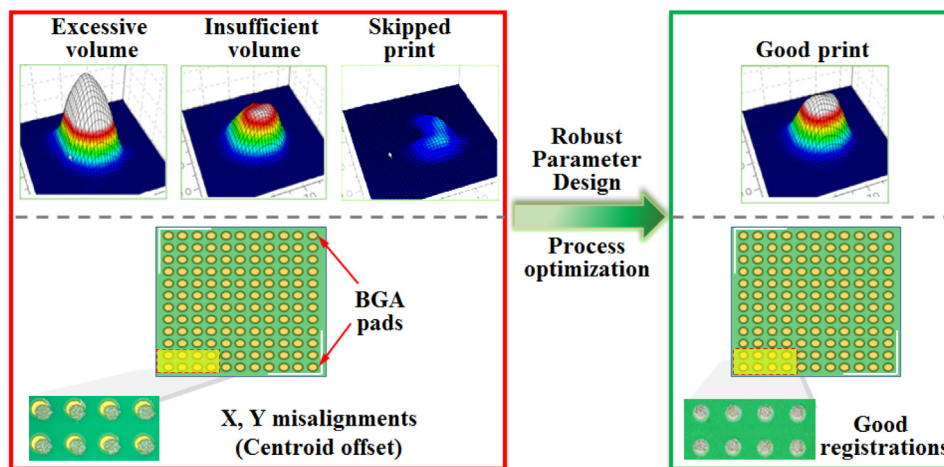 Excessive
volume
Insufficient
volume
Skipped
print
Good print
Robust
Parameter
Design
Process
optimization
BGA
pads
X, Y misalignments
(Centroid offset)
Good
registrations